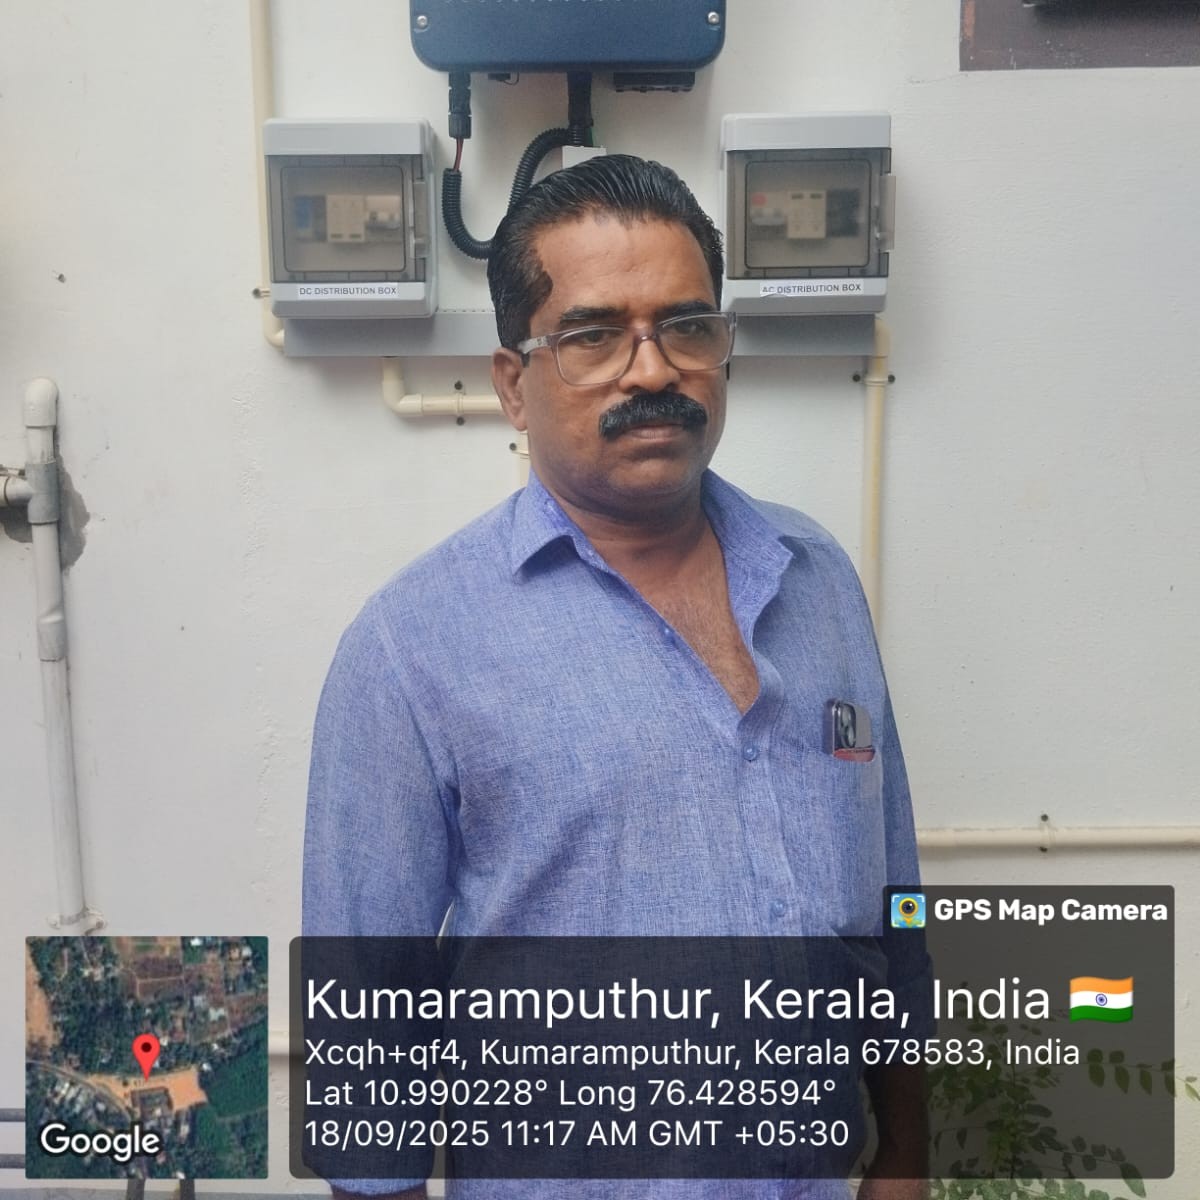 DC DISTRIBUTION BOX
AC DISTRIBUTION BOX
GPS Map Camera
Kumaramputhur, Kerala, India
Xcqh+qf4, Kumaramputhur, Kerala 678583, India
Lat 10.990228° Long 76.428594°
18/09/2025 11:17 AM GMT +05:30
Google